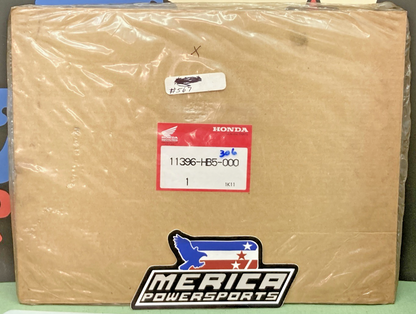 X
#567
HONDA
306
11396-HB5-000
1
MERICA
POWERSPORTS